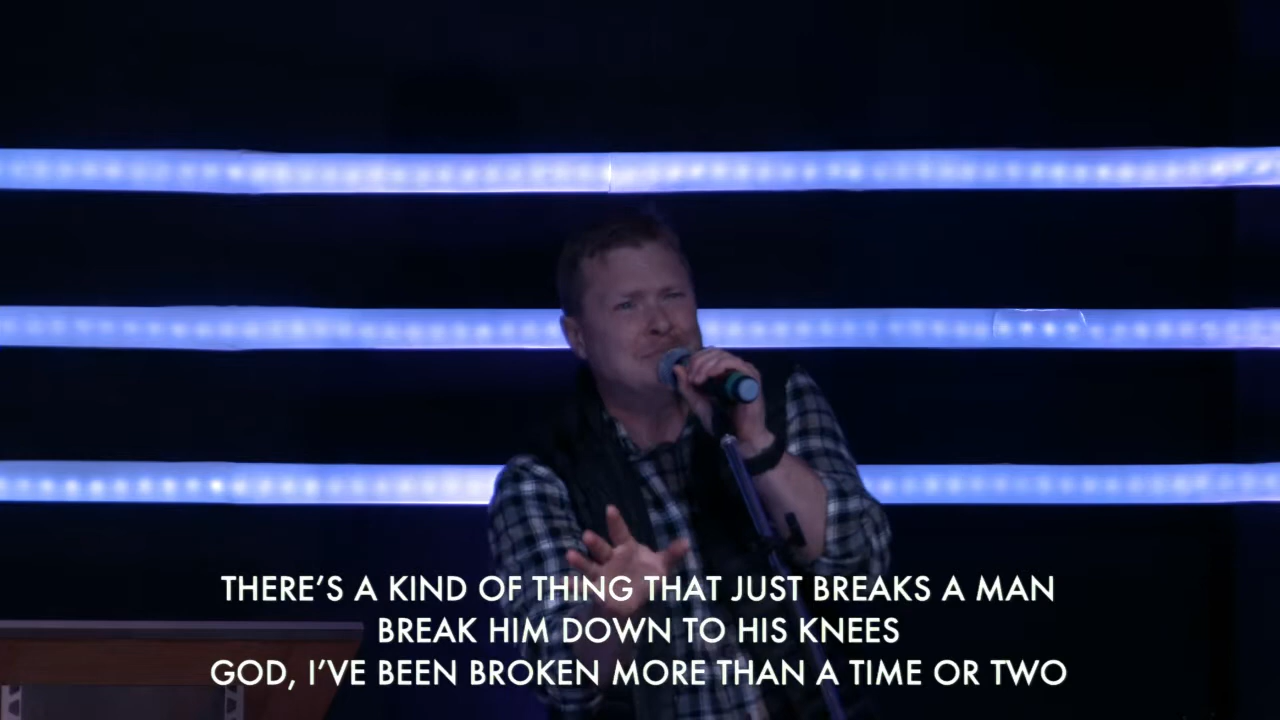 THERE’S A KIND OF THING THAT JUST BREAKS A MAN
BREAK HIM DOWN TO HIS KNEES
GOD, I’VE BEEN BROKEN MORE THAN A TIME OR TWO